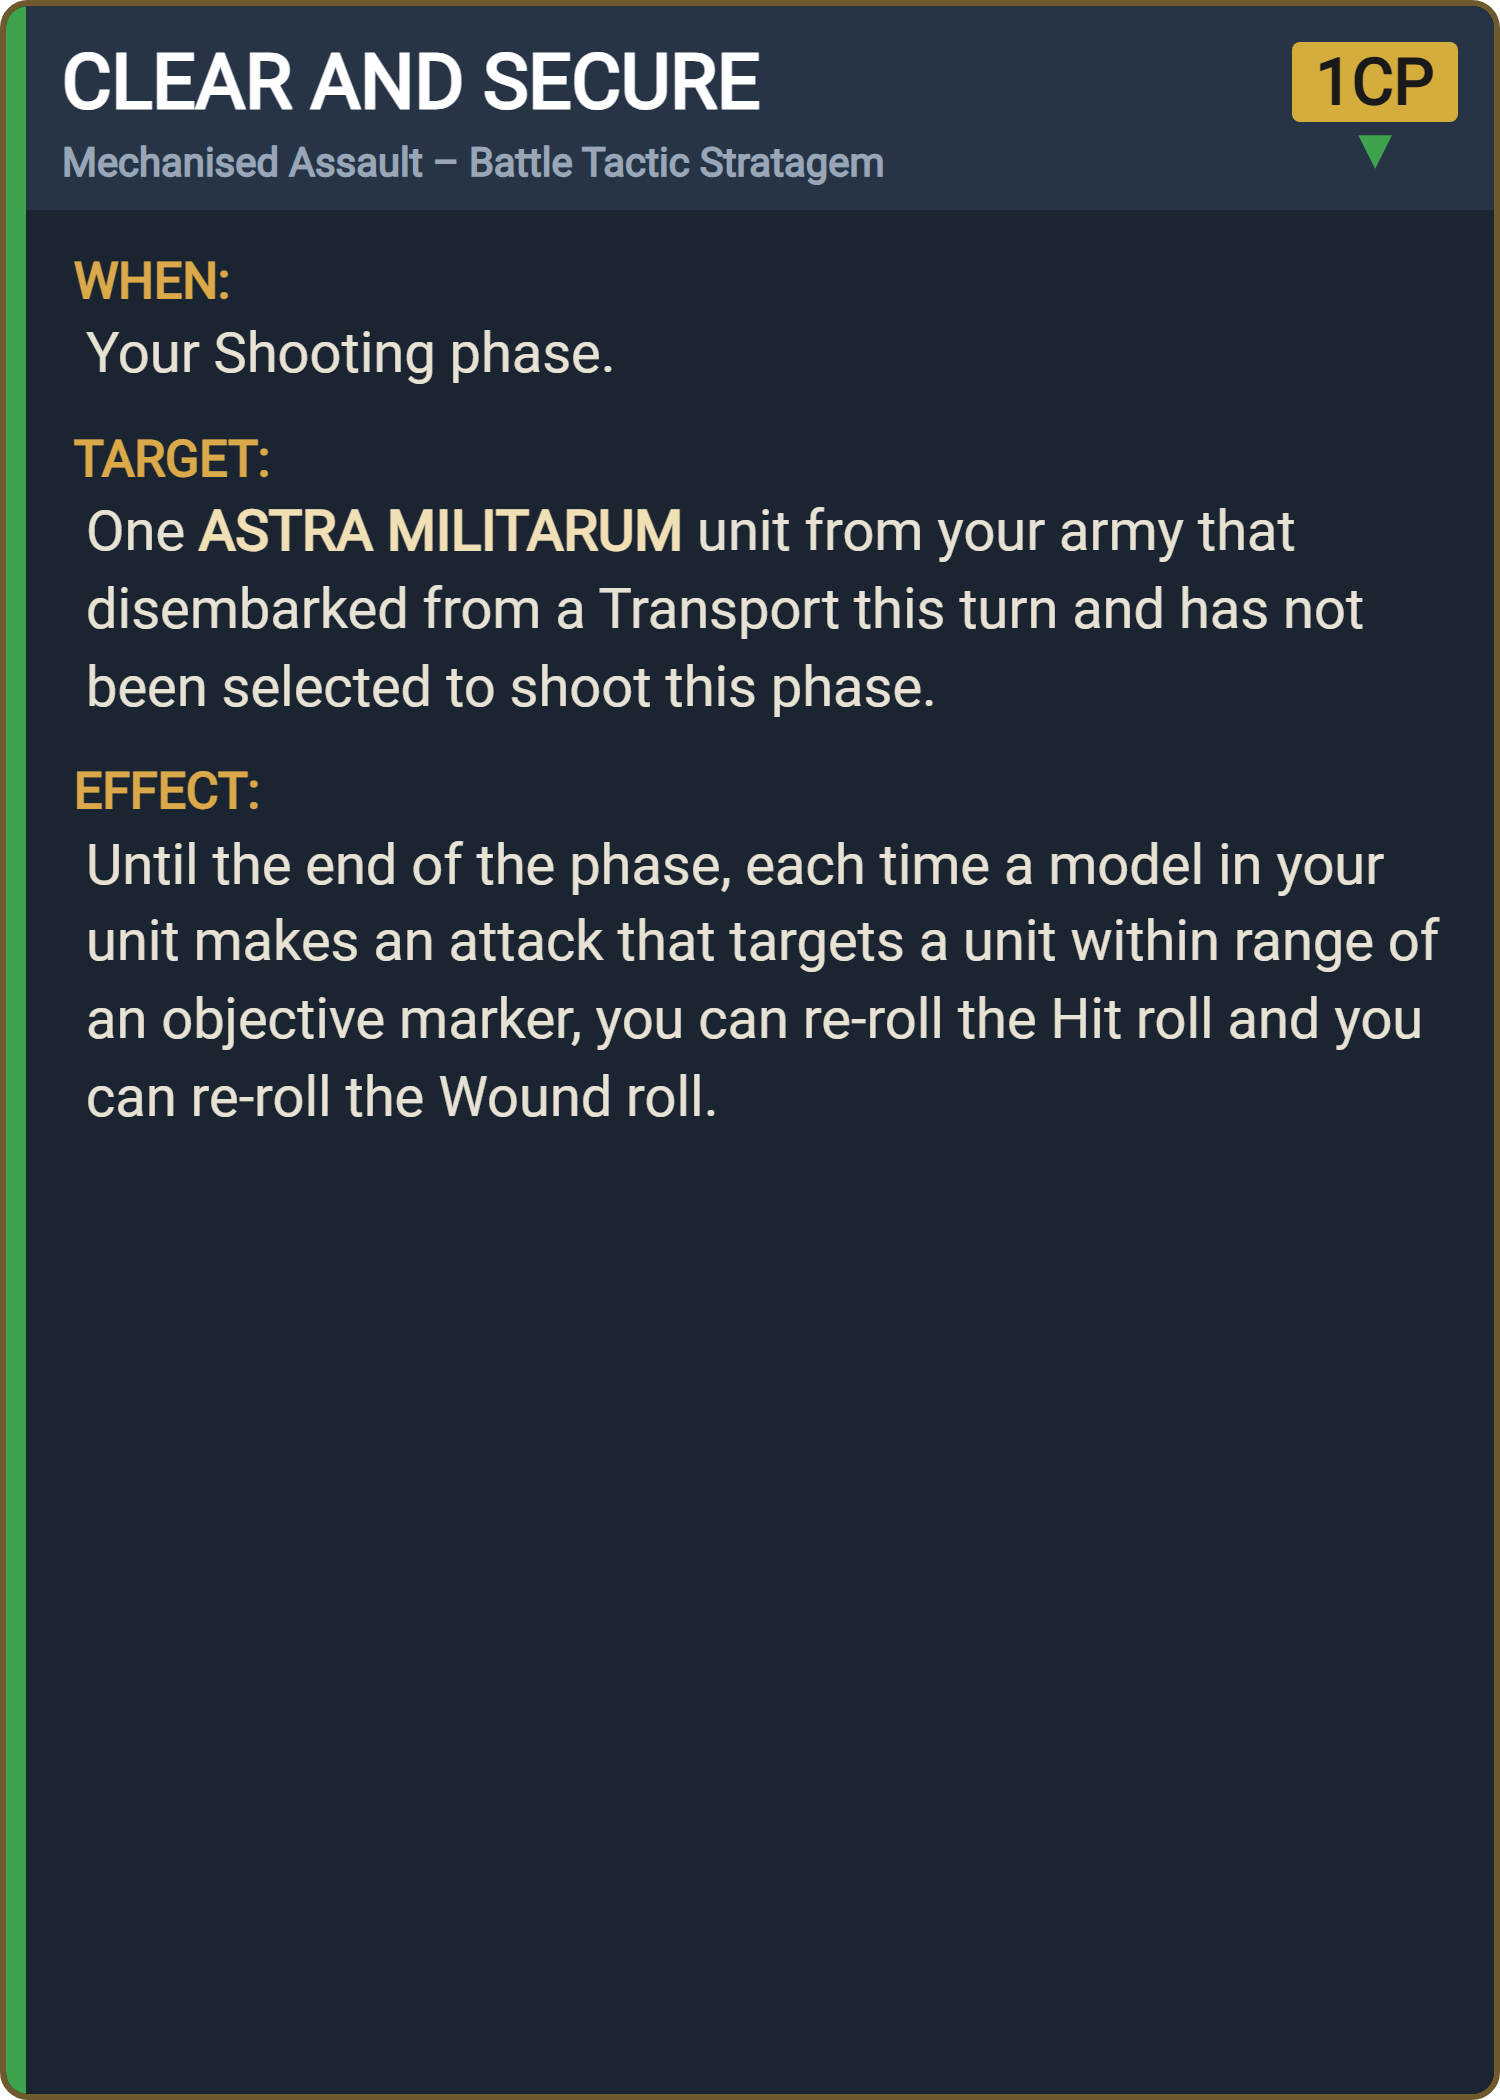 CLEAR AND SECURE
1CP
Mechanised Assault – Battle Tactic Stratagem
WHEN:
Your Shooting phase.
TARGET:
One ASTRA MILITARUM unit from your army that
disembarked from a Transport this turn and has not
been selected to shoot this phase.
EFFECT:
Until the end of the phase, each time a model in your
unit makes an attack that targets a unit within range of
an objective marker, you can re-roll the Hit roll and you
can re-roll the Wound roll.